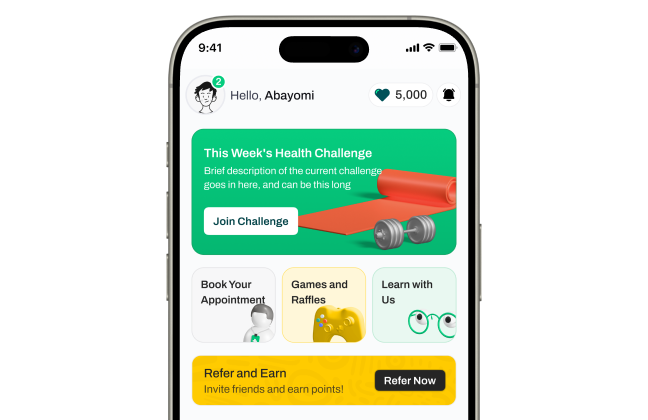 9:41
2
Hello, Abayomi
5,000
This Week's Health Challenge
Brief description of the current challenge
goes in here, and can be this long
Join Challenge
Book Your
Appointment
Games and
Raffles
Learn with
Us
Refer and Earn
Invite friends and earn points!
Refer Now